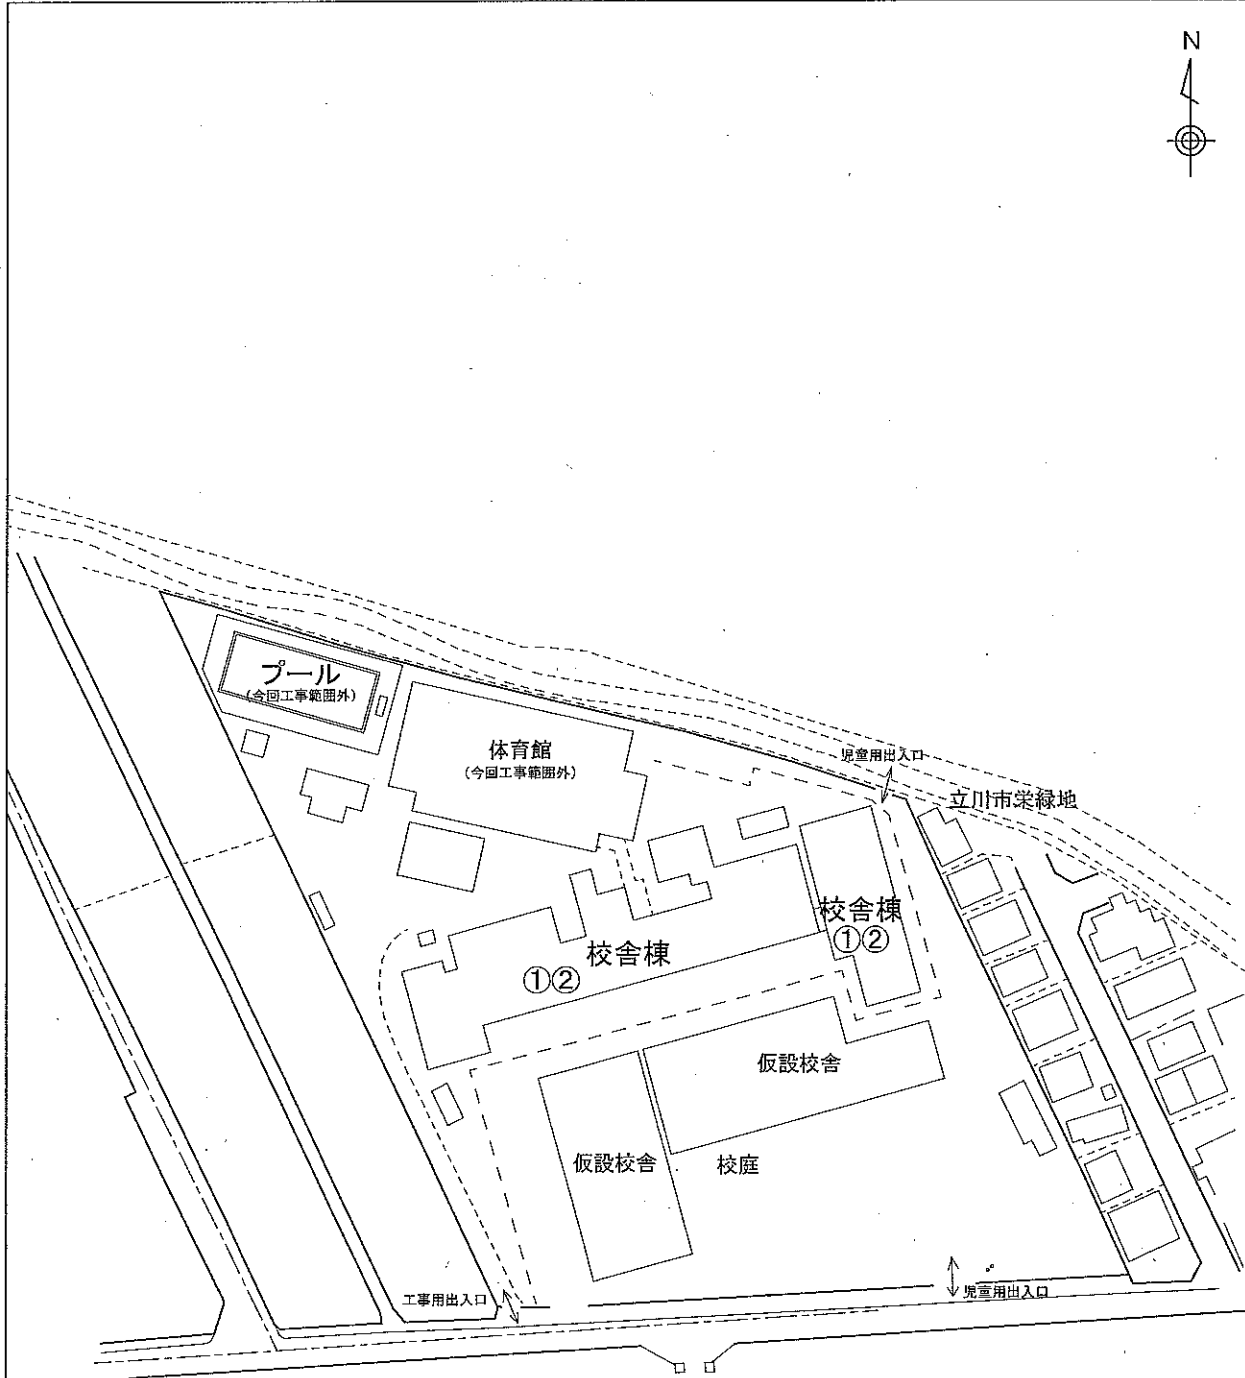 N
プール
(今回工事範囲外)
体育館
(今回工事範囲外)
児童用出入口
立川市栄緑地
校舎棟
①②
校舎棟
①②
仮設校舎
仮設校舎
校庭
工事用出入口
児童用出入口